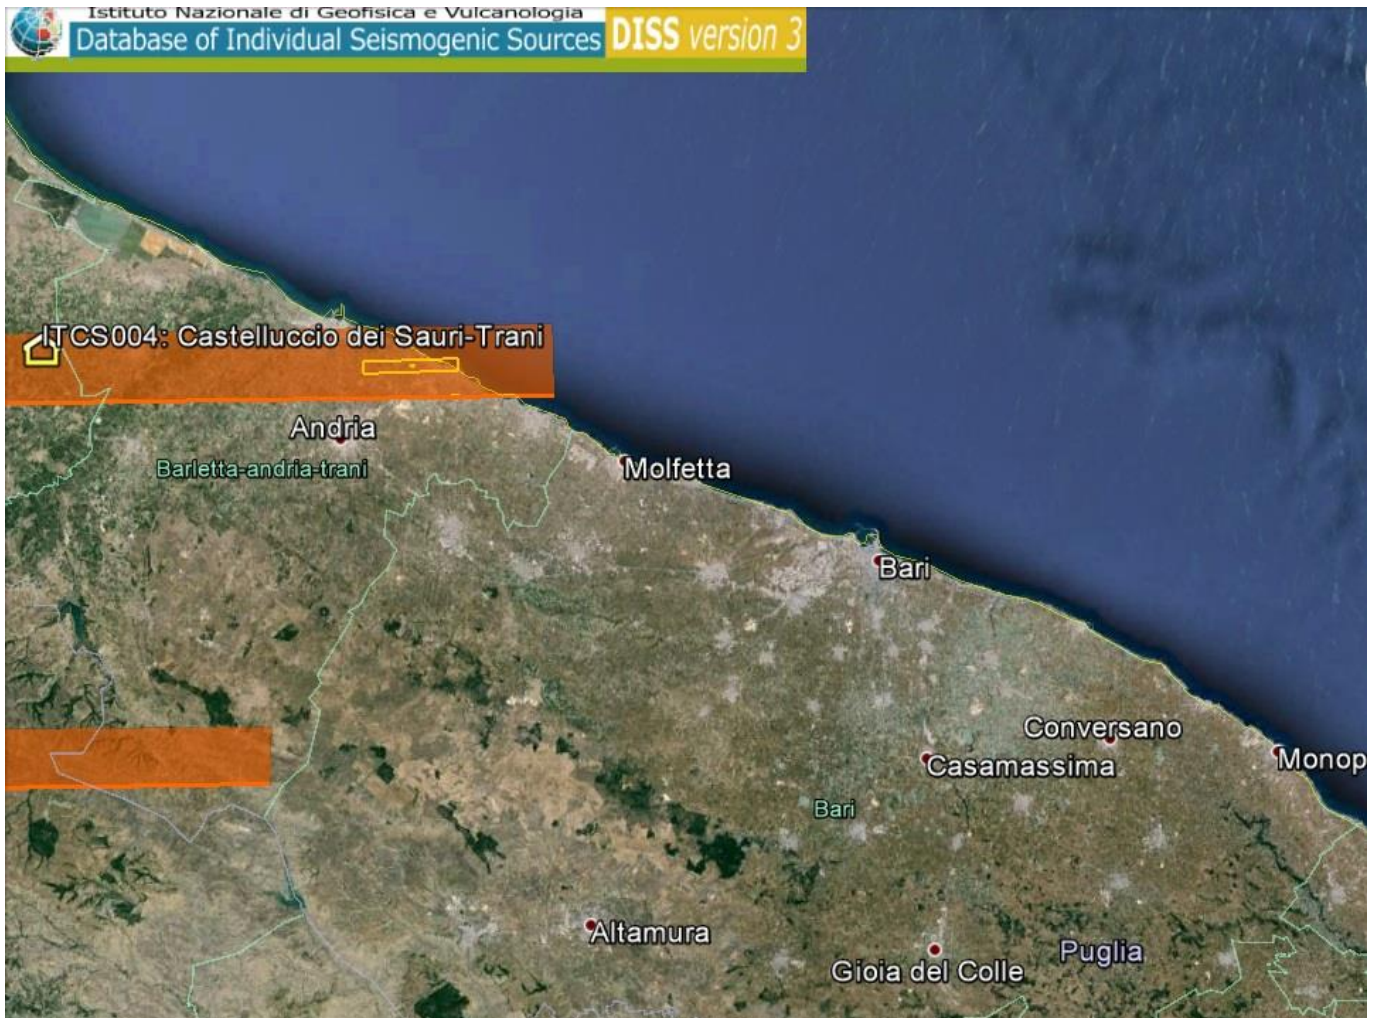 Istituto Nazionale di Geofisica e Vulcanologia
Database of Individual Seismogenic Sources DISS version 3
ITCS004: Castelluccio dei Sauri-Trani
Andria
Barletta-andria-trani
Molfetta
Bari
Conversano
Casamassima
Monop
Bari
Altamura
Puglia
Gioia del Colle